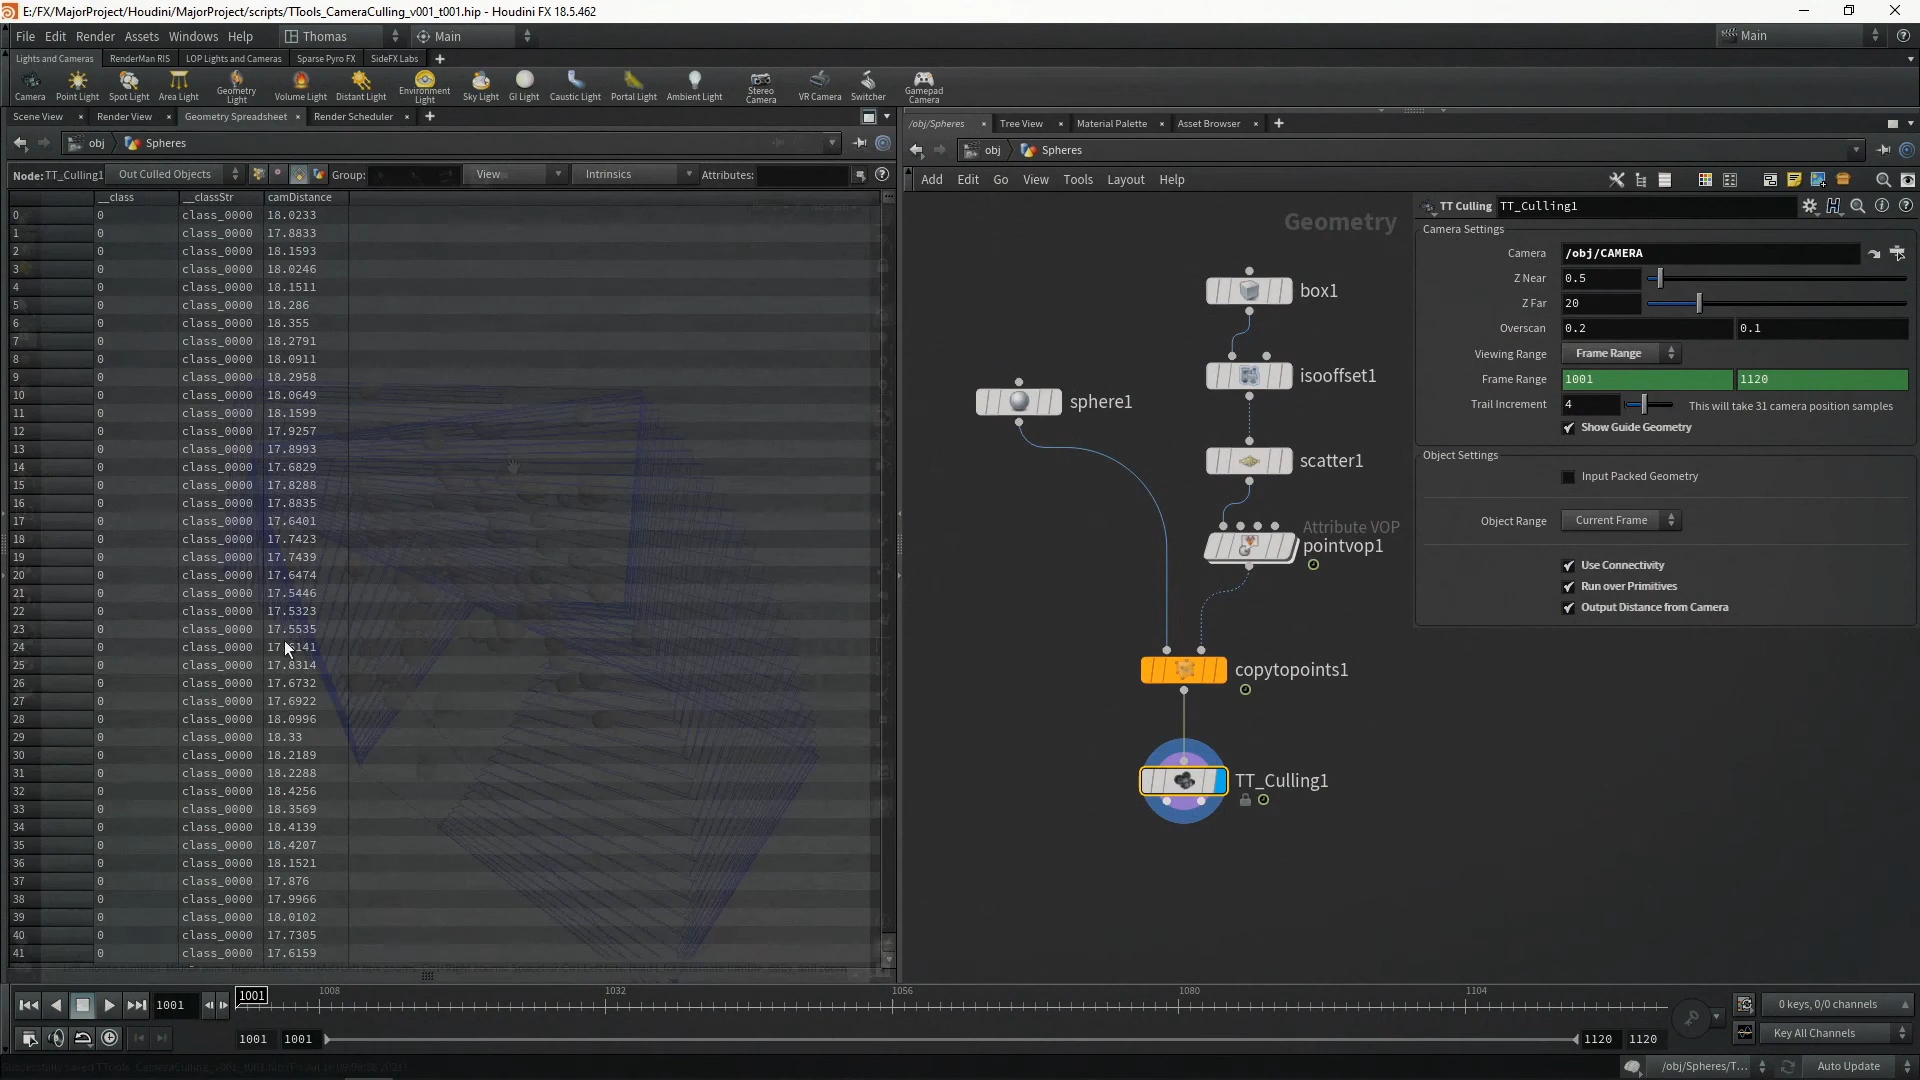 E:/FX/MajorProject/Houdini/MajorProject/scripts/TTools_CameraCulling_v001_t001.hip - Houdini FX 18.5.462
File Edit Render Assets Windows Help Thomas Main Main
Lights and Cameras RenderMan RIS LOP Lights and Cameras Sparse Pyro FX SideFX Labs
Camera Point Light Spot Light Area Light Geometry Light Volume Light Distant Light Environment Light Sky Light GI Light Caustic Light Portal Light Ambient Light Stereo Camera VR Camera Switcher Gamepad Camera
Scene View Render View Geometry Spreadsheet Render Scheduler
obj Spheres
Node: TT_Culling1 Out Culled Objects Group: View Intrinsics Attributes:
__class __classStr camDistance
0 0 class_0000 18.0233
1 0 class_0000 17.8833
2 0 class_0000 18.1593
3 0 class_0000 18.0246
4 0 class_0000 18.1511
5 0 class_0000 18.286
6 0 class_0000 18.355
7 0 class_0000 18.2791
8 0 class_0000 18.0911
9 0 class_0000 18.2958
10 0 class_0000 18.0649
11 0 class_0000 18.1599
12 0 class_0000 17.9257
13 0 class_0000 17.8993
14 0 class_0000 17.6829
15 0 class_0000 17.8288
16 0 class_0000 17.8835
17 0 class_0000 17.6401
18 0 class_0000 17.7423
19 0 class_0000 17.7439
20 0 class_0000 17.6474
21 0 class_0000 17.5446
22 0 class_0000 17.5323
23 0 class_0000 17.5535
24 0 class_0000
25 0 class_0000 17.8314
26 0 class_0000 17.6732
27 0 class_0000 17.6922
28 0 class_0000 18.0996
29 0 class_0000 18.33
30 0 class_0000 18.2189
31 0 class_0000 18.2288
32 0 class_0000 18.4256
33 0 class_0000 18.3569
34 0 class_0000 18.4139
35 0 class_0000 18.4207
36 0 class_0000 18.1521
37 0 class_0000 17.876
38 0 class_0000 17.9966
39 0 class_0000 18.0102
40 0 class_0000 17.7305
41 0 class_0000 17.6159
/obj/Spheres Tree View Material Palette Asset Browser
obj Spheres
Add Edit Go View Tools Layout Help
Geometry
box1
isooffset1
sphere1
scatter1
Attribute VOP
pointvop1
copytopoints1
TT_Culling1
TT Culling TT_Culling1
Camera Settings
Camera /obj/CAMERA
Z Near 0.5
Z Far 20
Overscan 0.2 0.1
Viewing Range Frame Range
Frame Range 1001 1120
Trail Increment 4 This will take 31 camera position samples
Show Guide Geometry
Object Settings
Input Packed Geometry
Object Range Current Frame
Use Connectivity
Run over Primitives
Output Distance from Camera
1001 1001 1008 1032 1056 1080 1104 0 keys, 0/0 channels
1001 1001 1120 1120 Key All Channels
/obj/Spheres/T... Auto Update